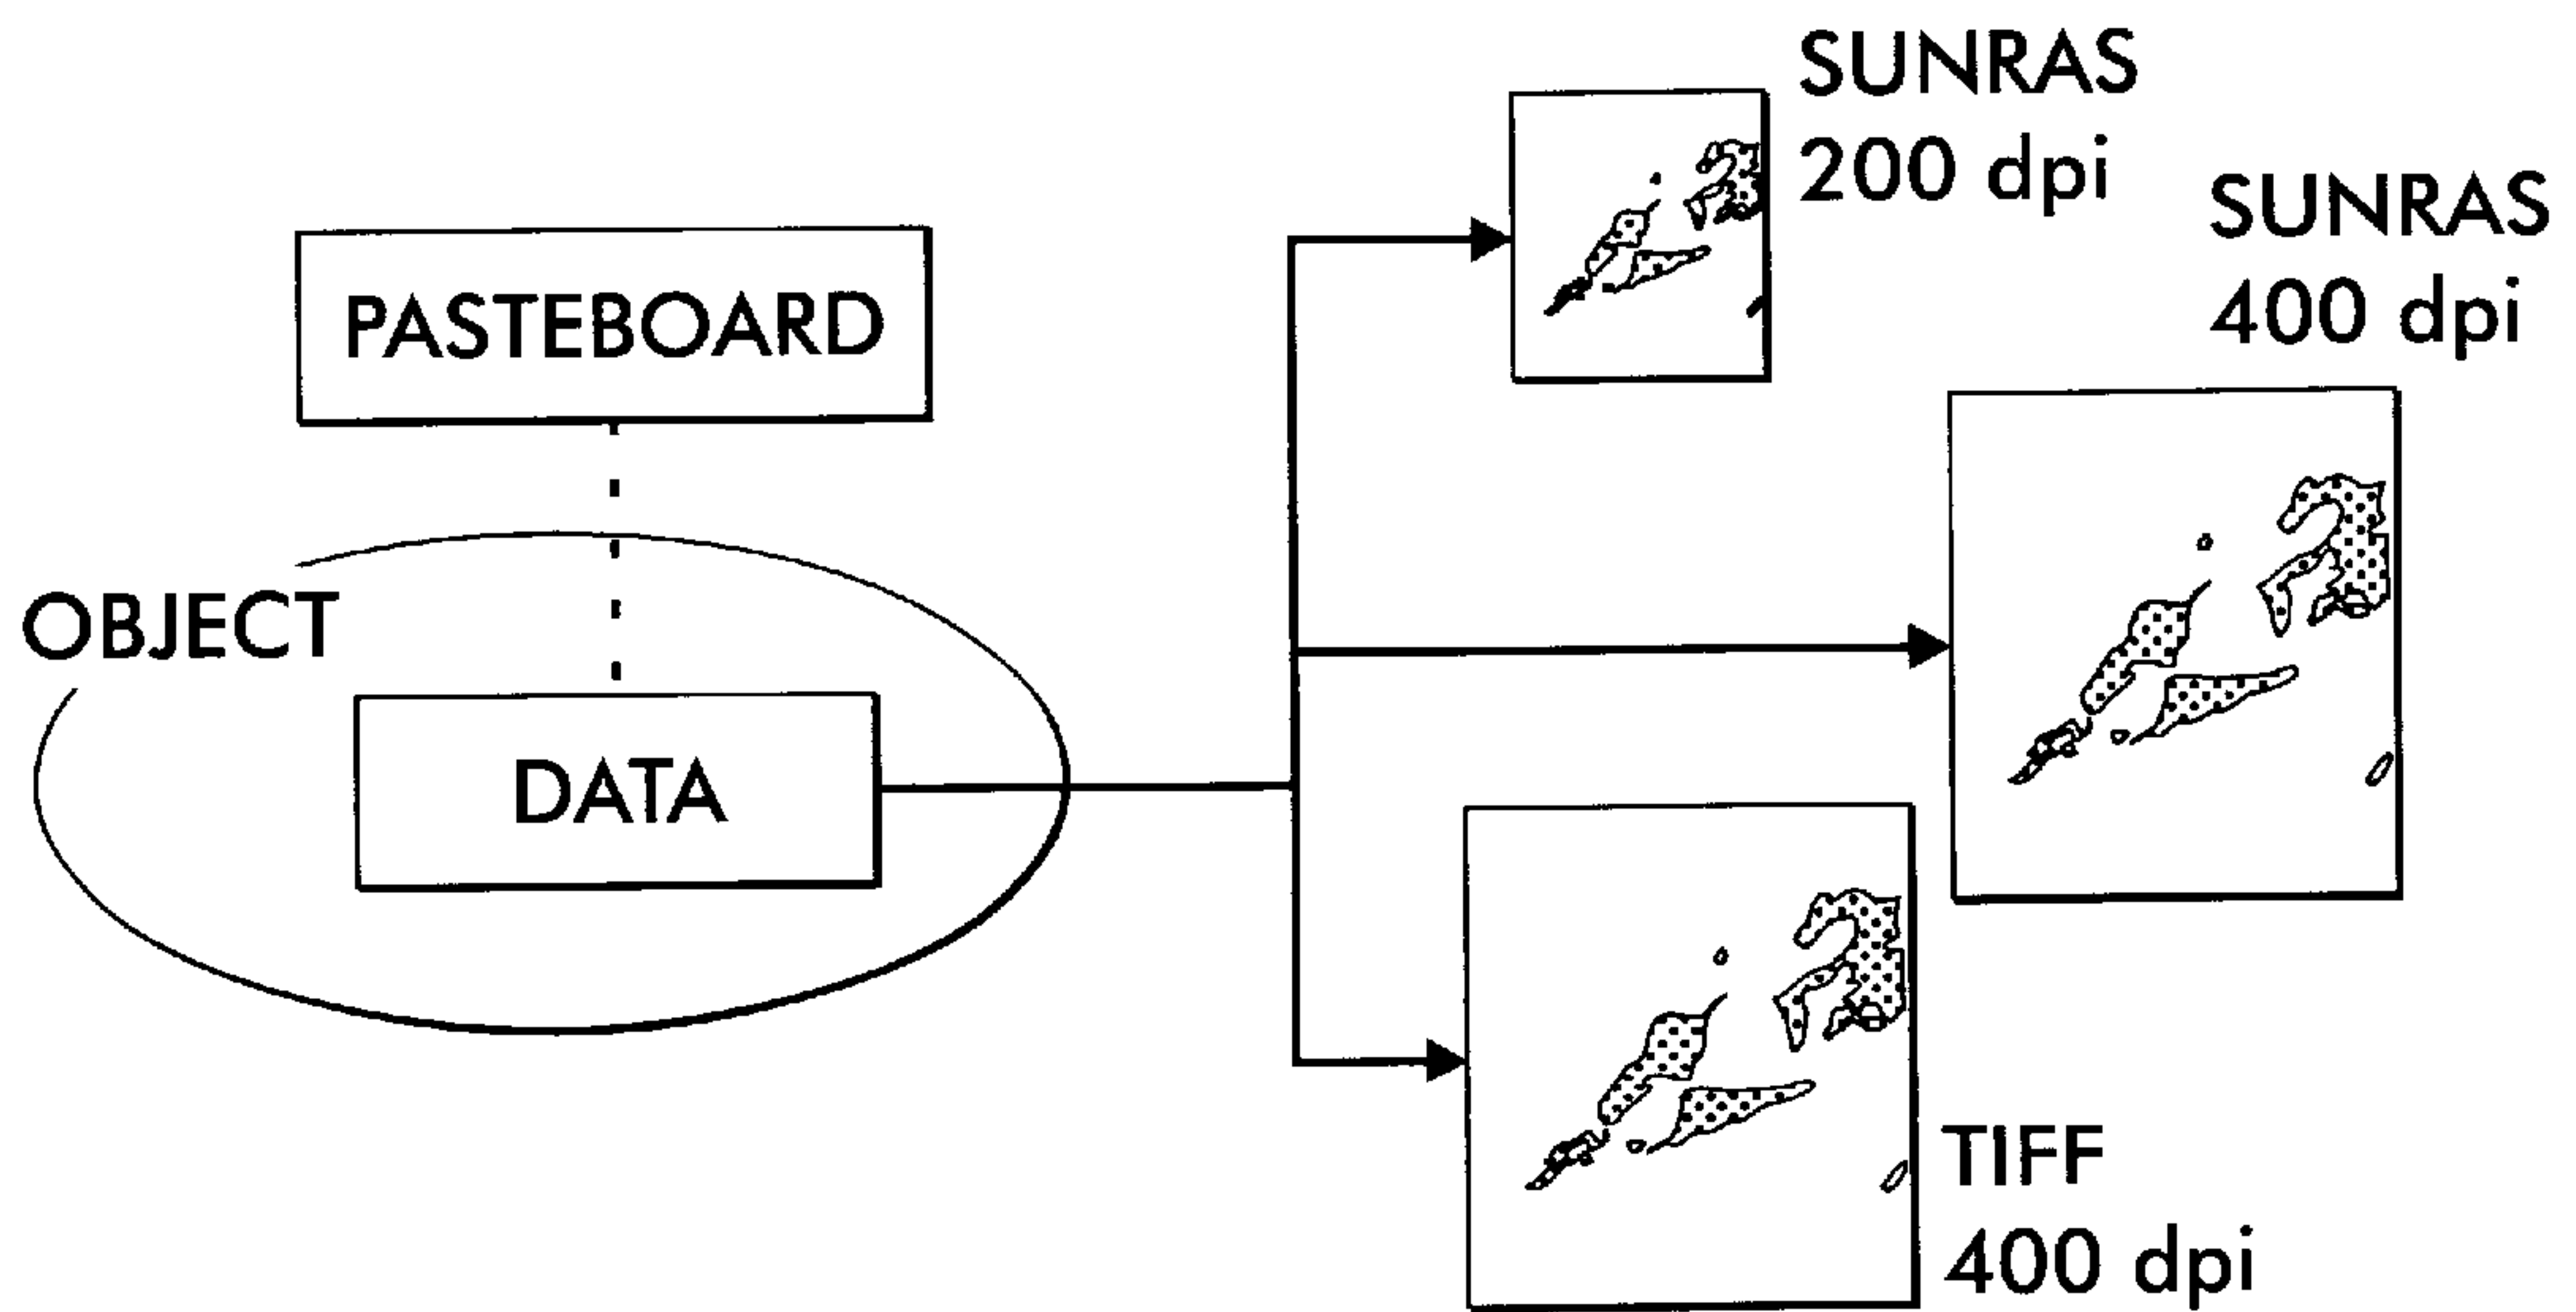 SUNRAS
200 dpi
SUNRAS
400 dpi
PASTEBOARD
OBJECT
DATA
TIFF
400 dpi